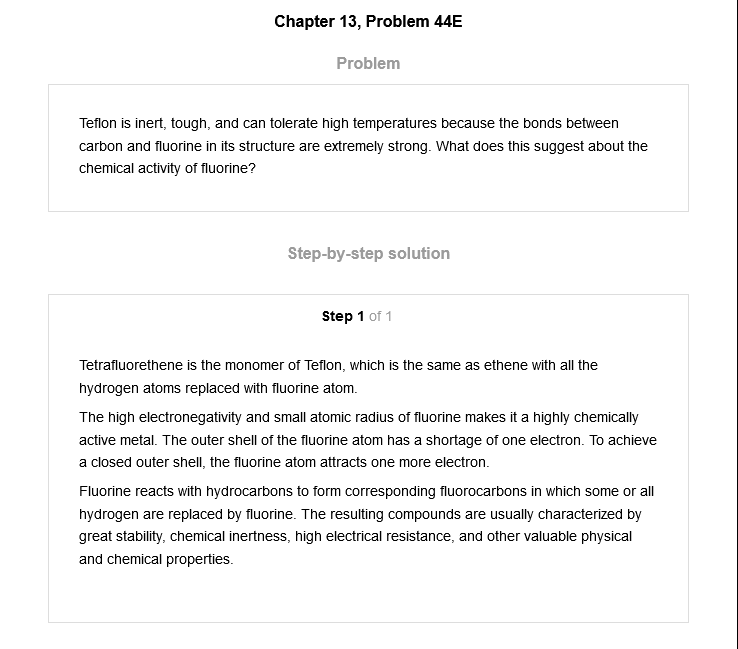 Chapter 13, Problem 44E
Problem
Teflon is inert, tough, and can tolerate high temperatures because the bonds between
carbon and fluorine in its structure are extremely strong. What does this suggest about the
chemical activity of fluorine?
Step-by-step solution
Step 1 of 1
Tetrafluorethene is the monomer of Teflon, which is the same as ethene with all the
hydrogen atoms replaced with fluorine atom.
The high electronegativity and small atomic radius of fluorine makes it a highly chemically
active metal. The outer shell of the fluorine atom has a shortage of one electron. To achieve
a closed outer shell, the fluorine atom attracts one more electron.
Fluorine reacts with hydrocarbons to form corresponding fluorocarbons in which some or all
hydrogen are replaced by fluorine. The resulting compounds are usually characterized by
great stability, chemical inertness, high electrical resistance, and other valuable physical
and chemical properties.